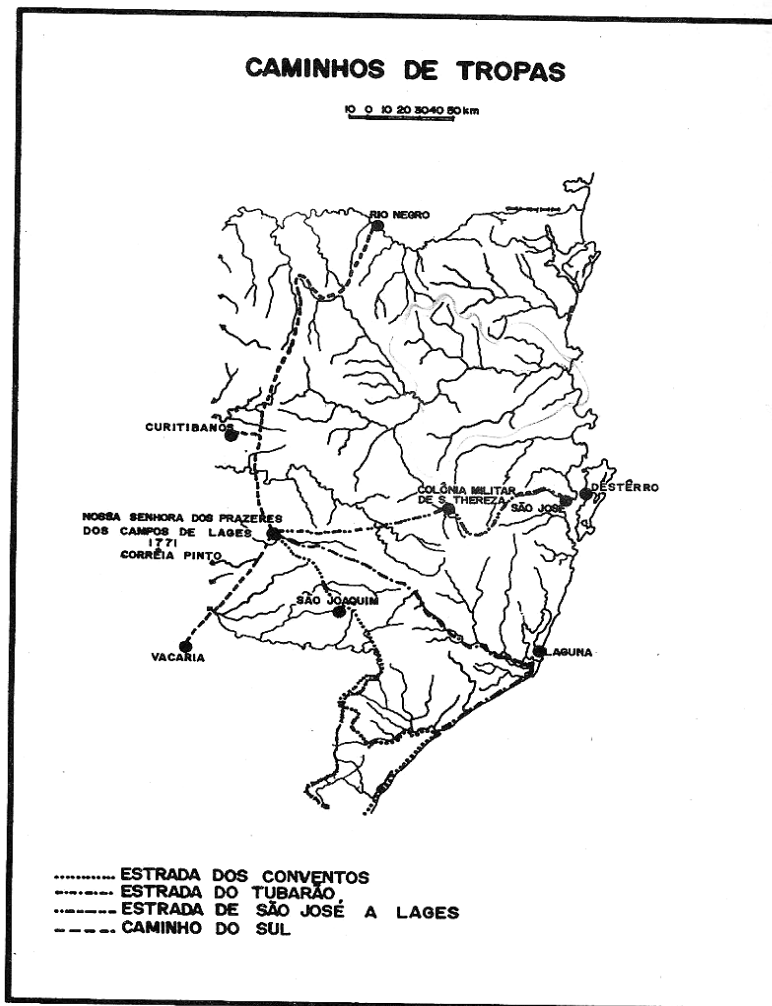 CAMINHOS DE TROPAS
10 0 10 20 30 40 50 km
RIO NEGRO
CURITIBANOS
COLÔNIA MILITAR
DE S. THEREZA
DESTÊRRO
SÃO JOSÉ
NOSSA SENHORA DOS PRAZERES
DOS CAMPOS DE LAGES
1771
CORREIA PINTO
SÃO JOAQUIM
VACARIA
LAGUNA
ESTRADA DOS CONVENTOS
ESTRADA DO TUBARÃO
ESTRADA DE SÃO JOSÉ A LAGES
CAMINHO DO SUL